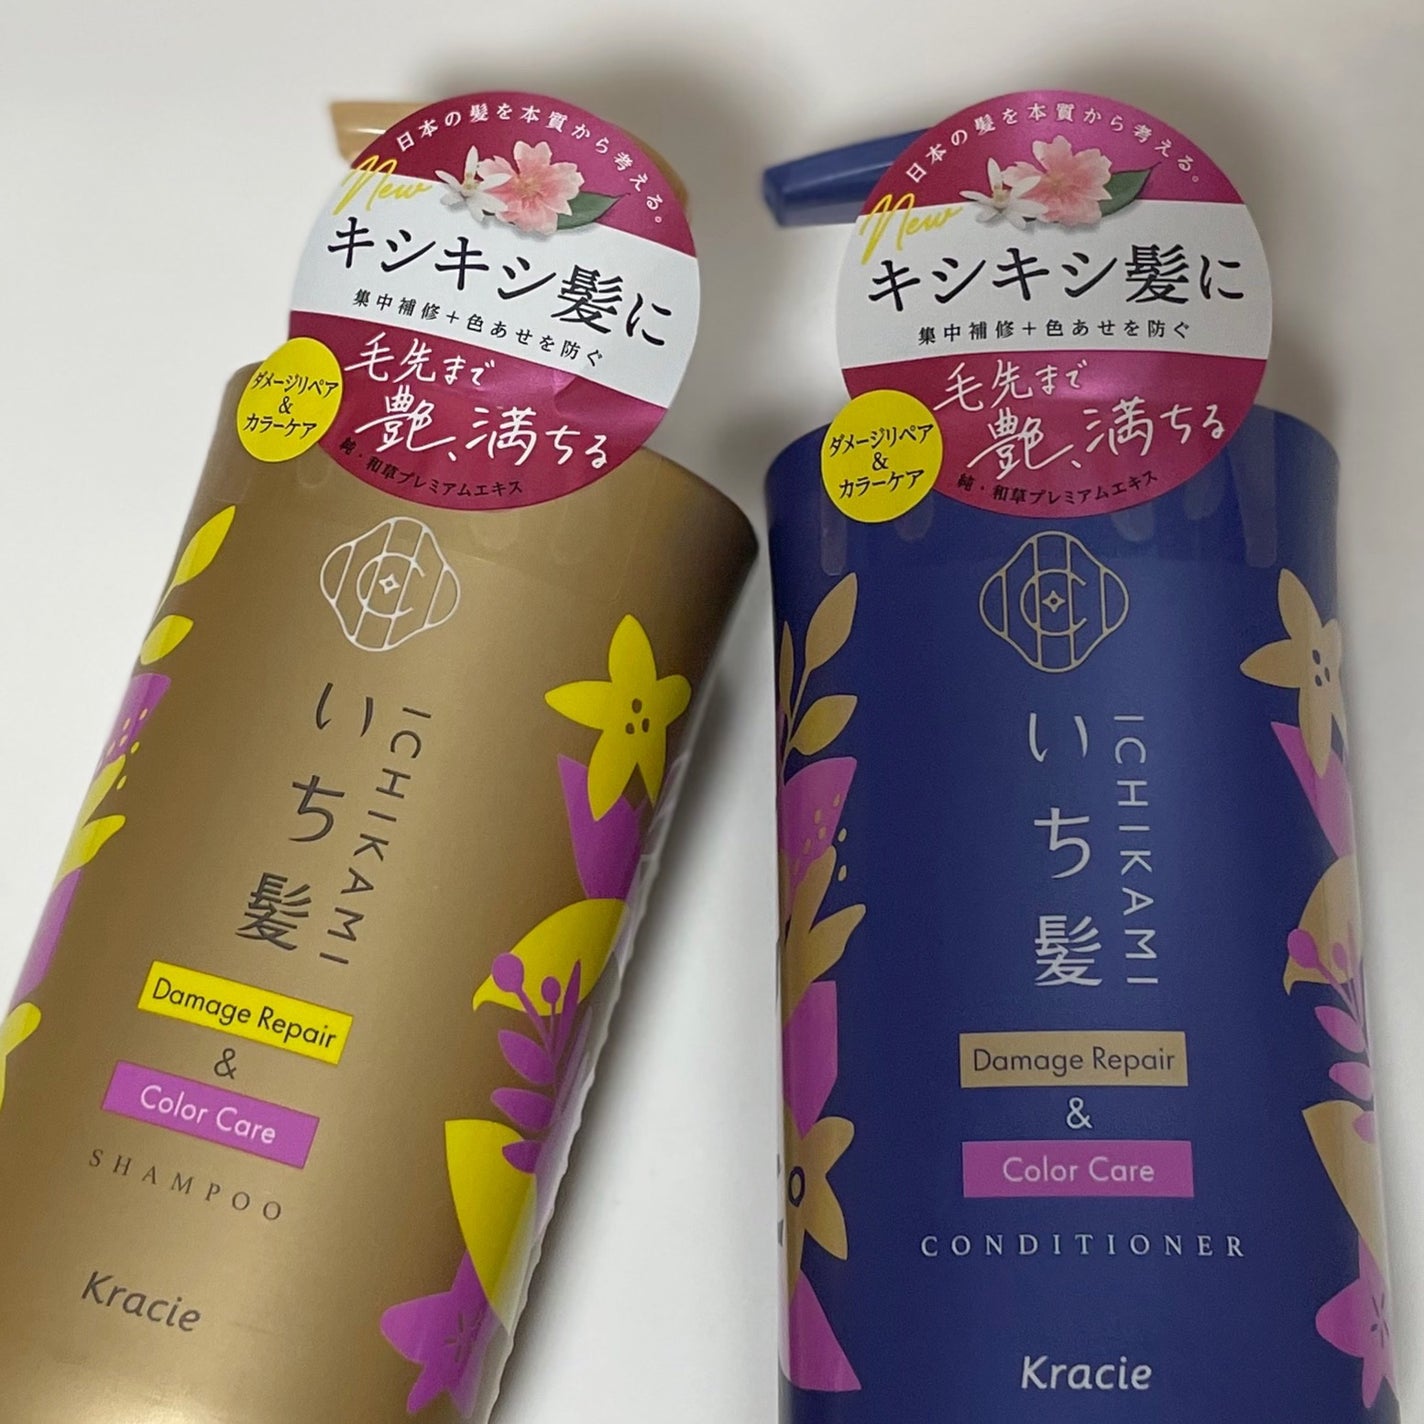 日本の髪を本質から考える。
New
キシキシ髪に
集中補修+色あせを防ぐ
毛先まで
艶、満ちる
純・和草プレミアムエキス
ダメージリペア
&
カラーケア
いち髪
ICHIKAMI
Damage Repair
&
Color Care
SHAMPOO
Kracie
日本の髪を本質から考える。
New
キシキシ髪に
集中補修+色あせを防ぐ
毛先まで
艶、満ちる
純・和草プレミアムエキス
ダメージリペア
&
カラーケア
いち髪
ICHIKAMI
Damage Repair
&
Color Care
CONDITIONER
Kracie